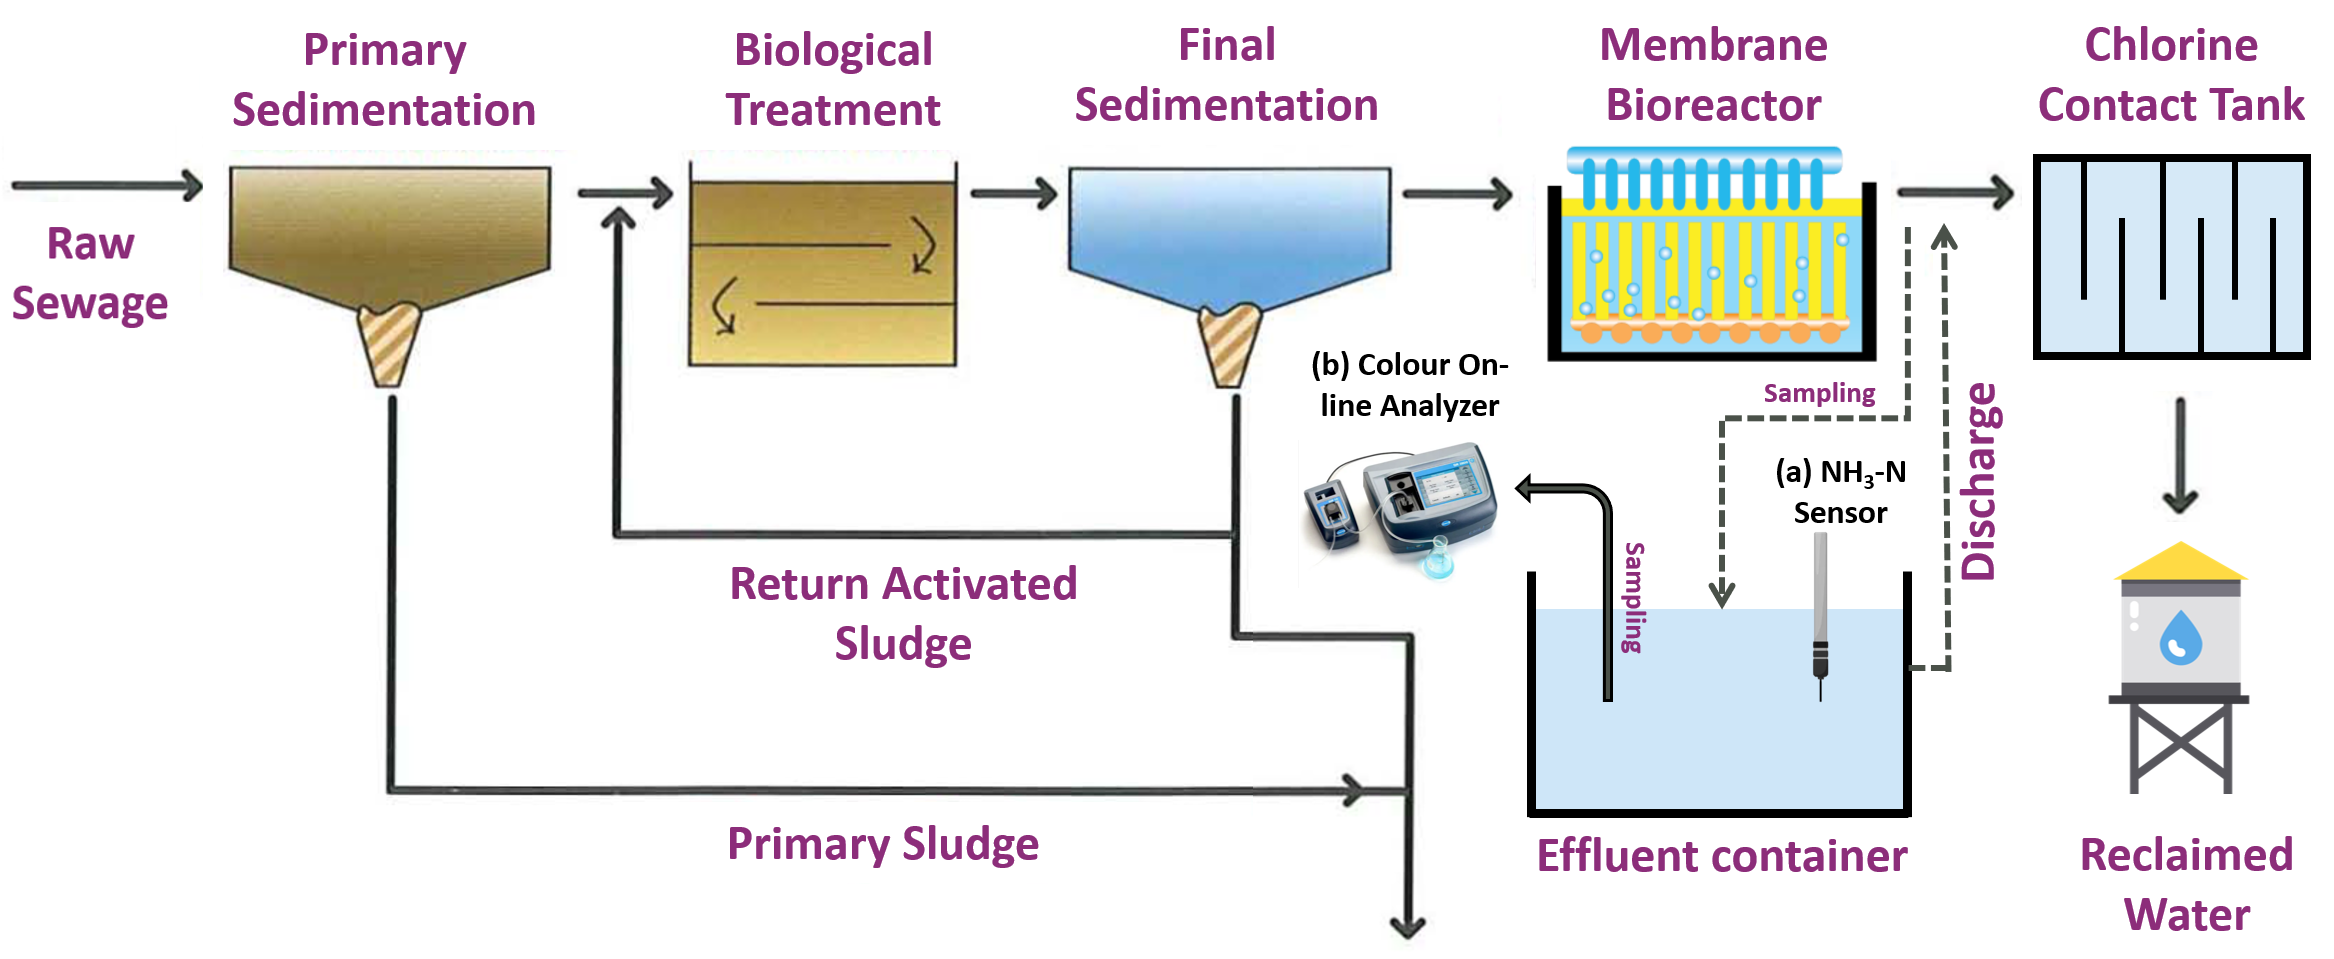 Primary
Sedimentation
Biological
Treatment
Final
Sedimentation
Membrane
Bioreactor
Chlorine
Contact Tank
Raw
Sewage
(b) Colour On-
line Analyzer
Sampling
(a) NH₃-N
Sensor
Discharge
Sampling
Return Activated
Sludge
Primary Sludge
Effluent container
Reclaimed
Water